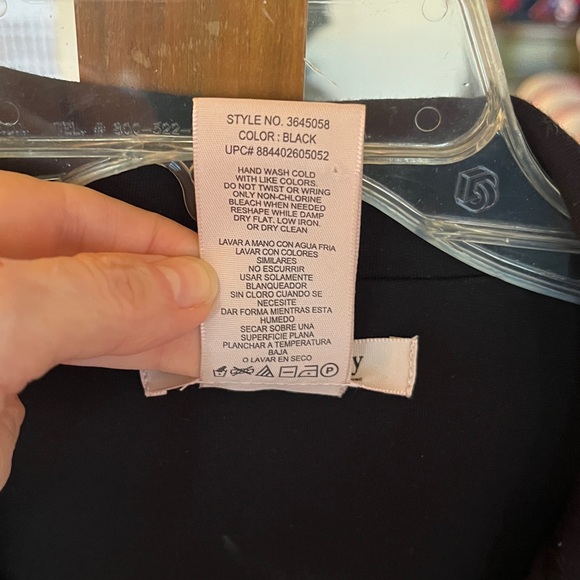 TEL. # 800 522
STYLE NO. 3645058
COLOR : BLACK
UPC# 884402605052
HAND WASH COLD
WITH LIKE COLORS.
DO NOT TWIST OR WRING
ONLY NON-CHLORINE
BLEACH WHEN NEEDED
RESHAPE WHILE DAMP
DRY FLAT. LOW IRON.
OR DRY CLEAN
LAVAR A MANO CON AGUA FRIA
LAVAR CON COLORES
SIMILARES
NO ESCURRIR
USAR SOLAMENTE
BLANQUEADOR
SIN CLORO CUANDO SE
NECESITE
DAR FORMA MIENTRAS ESTA
HUMEDO
SECAR SOBRE UNA
SUPERFICIE PLANA
PLANCHAR A TEMPERATURA
BAJA
O LAVAR EN SECO
P
y